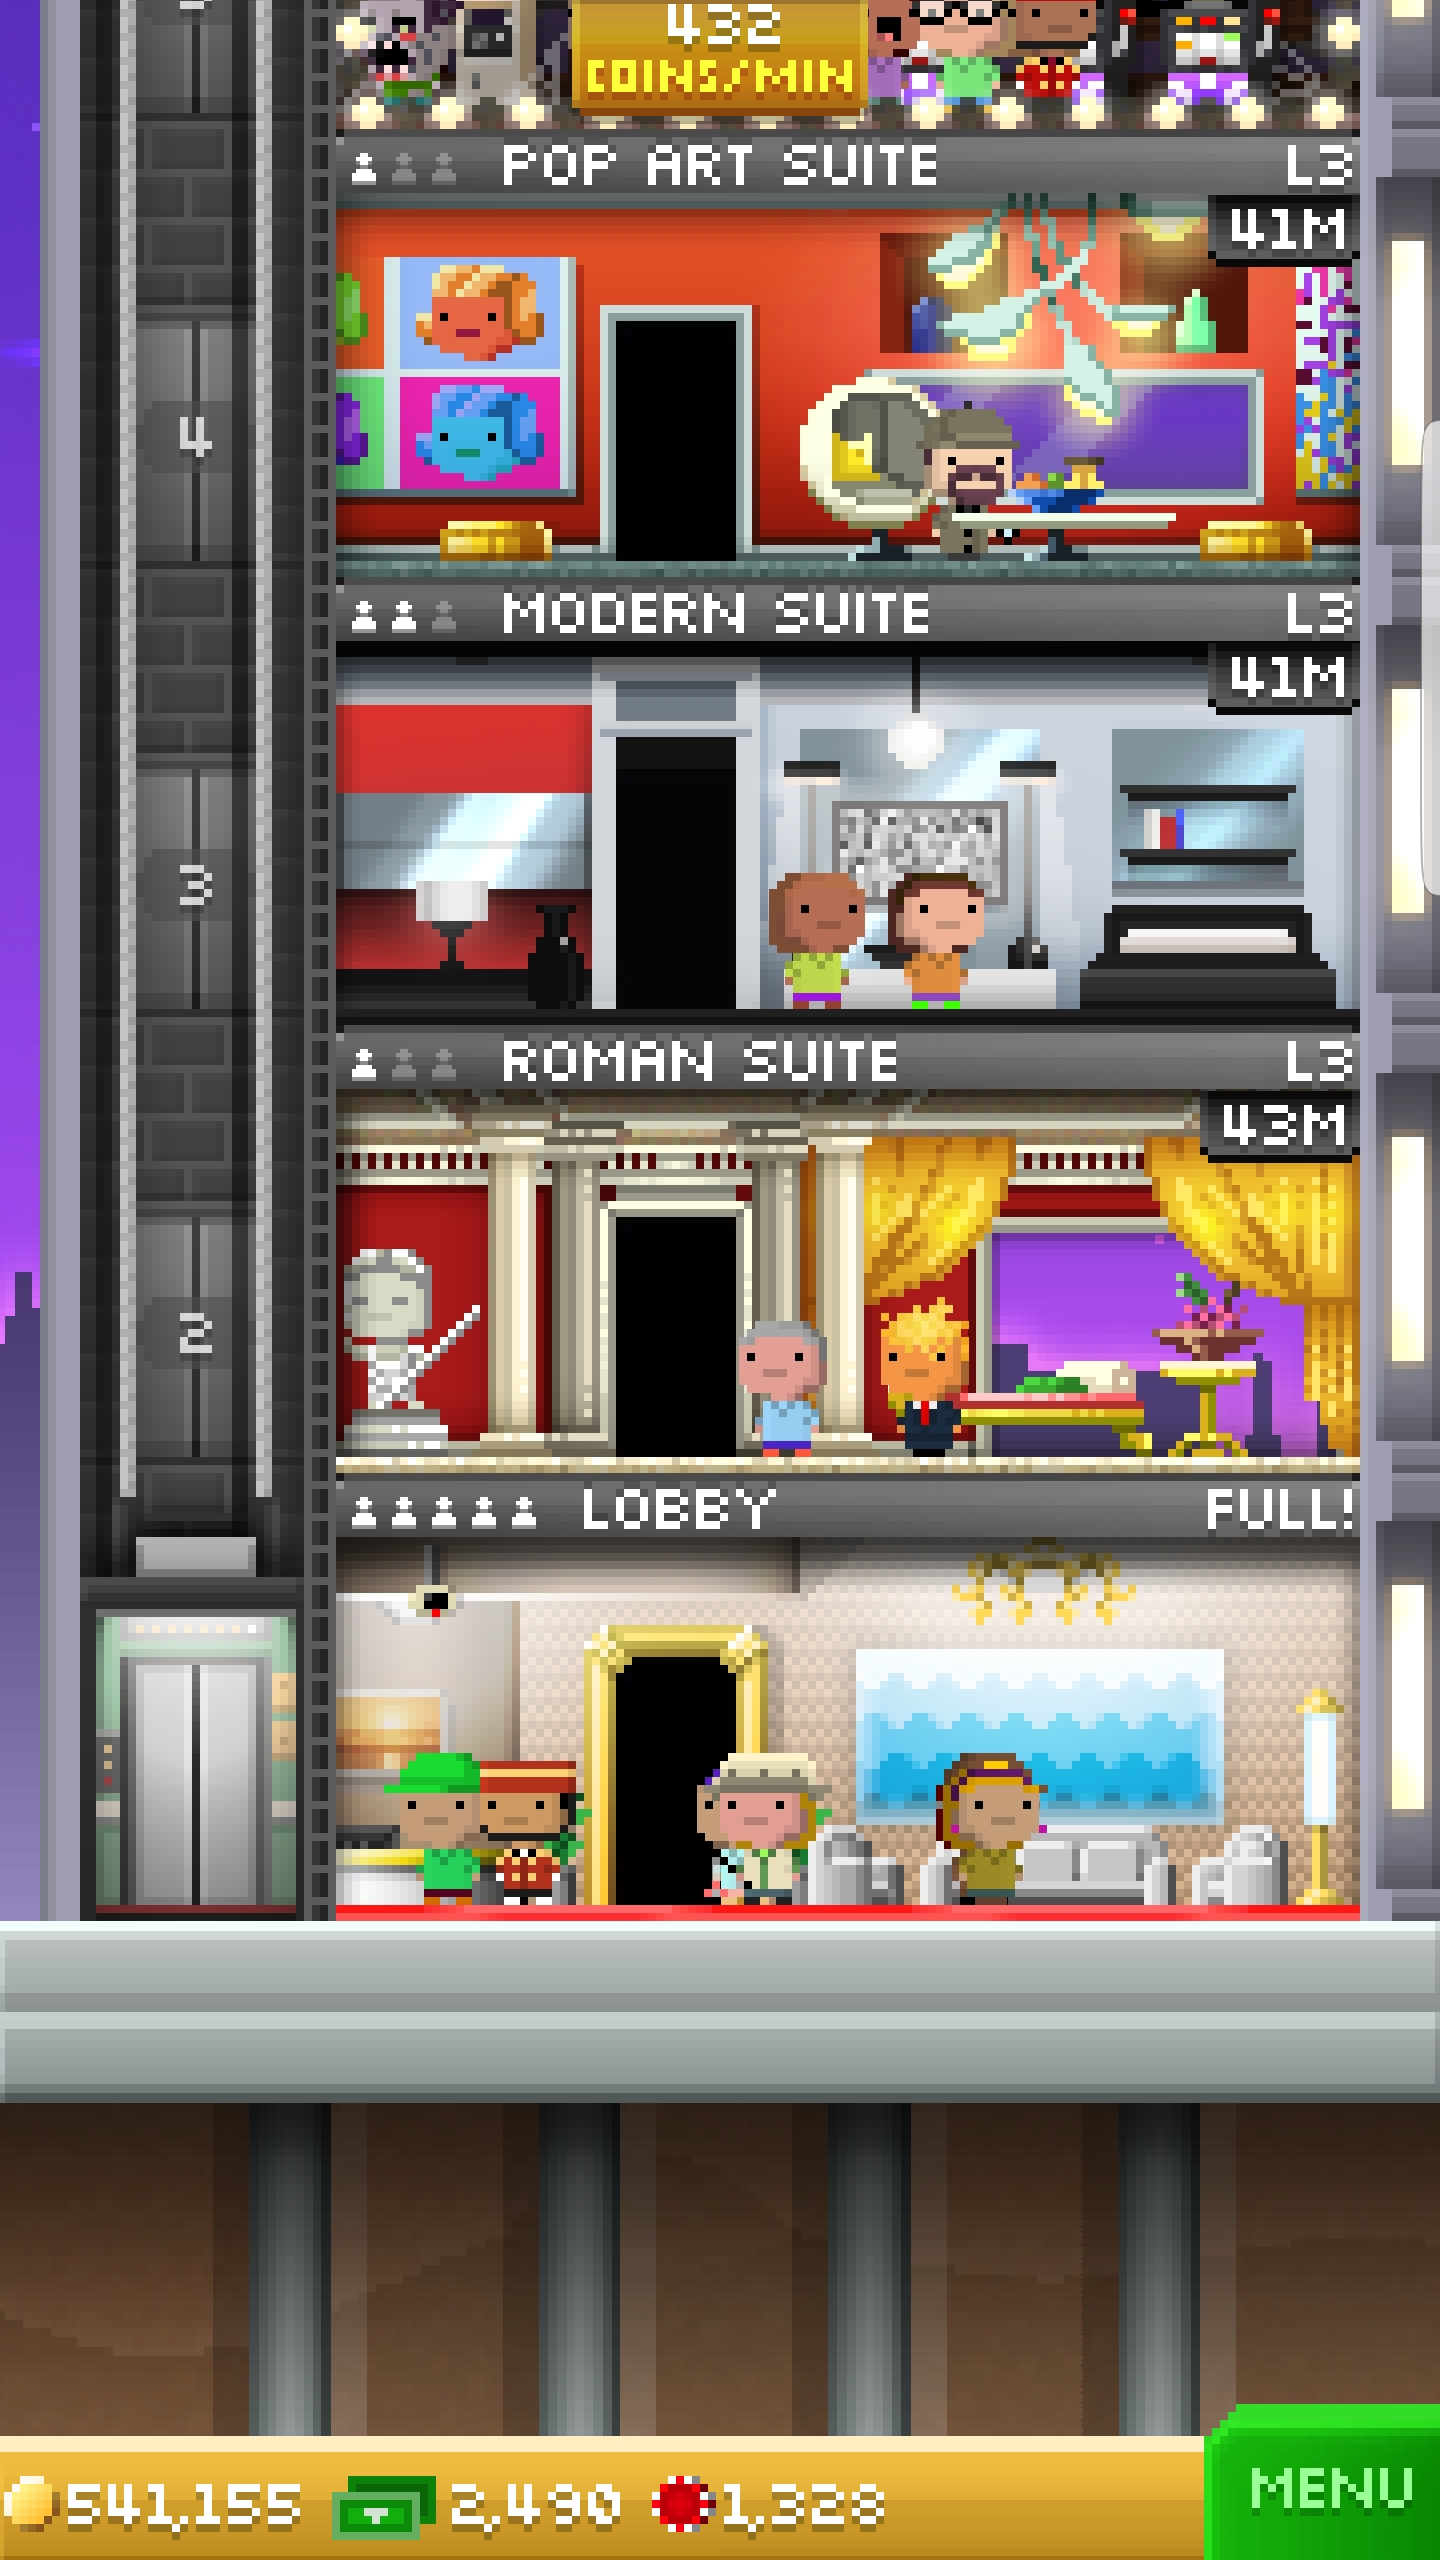 432
COINS/MIN
POP ART SUITE L3
41M
4
MODERN SUITE L3
41M
3
ROMAN SUITE L3
43M
2
LOBBY FULL!
541,155 2,490 1,328
MENU